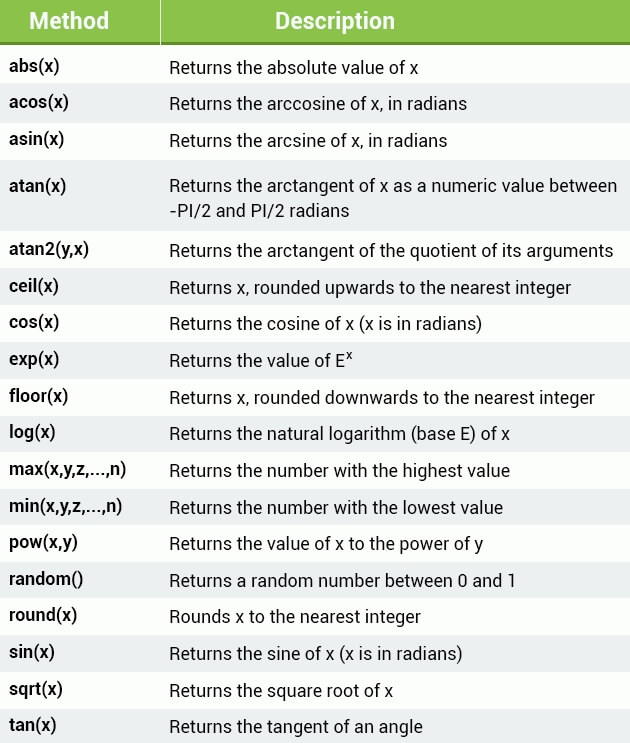 Method Description
abs(x) Returns the absolute value of x
acos(x) Returns the arccosine of x, in radians
asin(x) Returns the arcsine of x, in radians
atan(x) Returns the arctangent of x as a numeric value between
-PI/2 and PI/2 radians
atan2(y,x) Returns the arctangent of the quotient of its arguments
ceil(x) Returns x, rounded upwards to the nearest integer
cos(x) Returns the cosine of x (x is in radians)
exp(x) Returns the value of Eˣ
floor(x) Returns x, rounded downwards to the nearest integer
log(x) Returns the natural logarithm (base E) of x
max(x,y,z,...,n) Returns the number with the highest value
min(x,y,z,...,n) Returns the number with the lowest value
pow(x,y) Returns the value of x to the power of y
random() Returns a random number between 0 and 1
round(x) Rounds x to the nearest integer
sin(x) Returns the sine of x (x is in radians)
sqrt(x) Returns the square root of x
tan(x) Returns the tangent of an angle